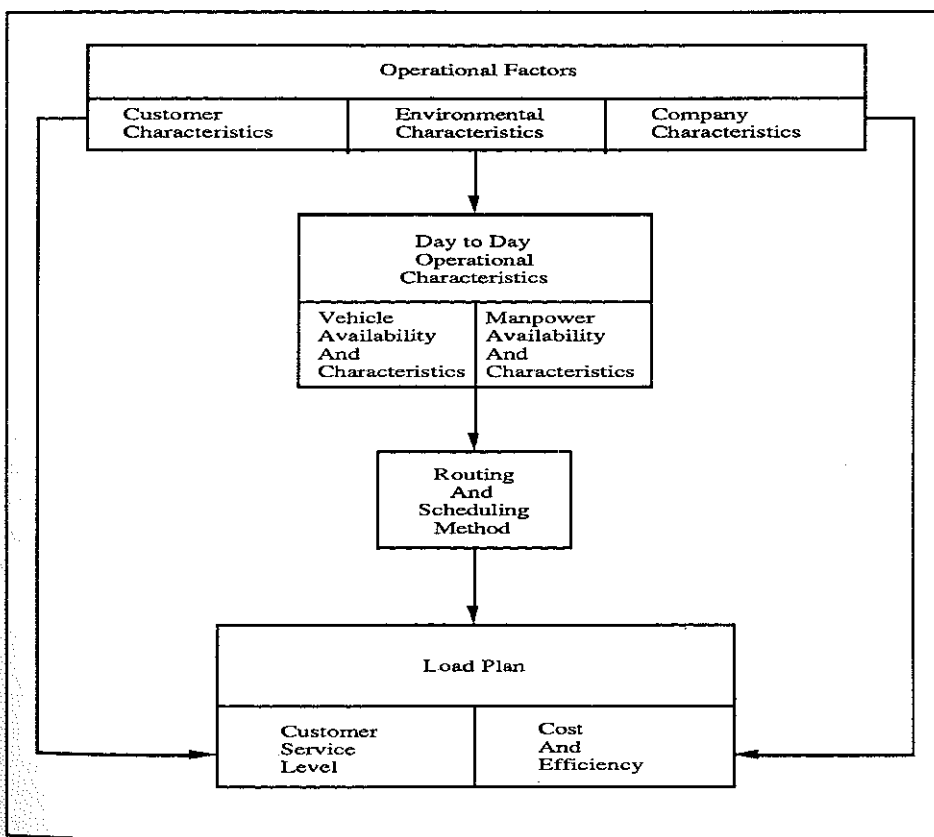 Operational Factors
Customer
Characteristics
Environmental
Characteristics
Company
Characteristics
Day to Day
Operational
Characteristics
Vehicle
Availability
And
Characteristics
Manpower
Availability
And
Characteristics
Routing
And
Scheduling
Method
Load Plan
Customer
Service
Level
Cost
And
Efficiency